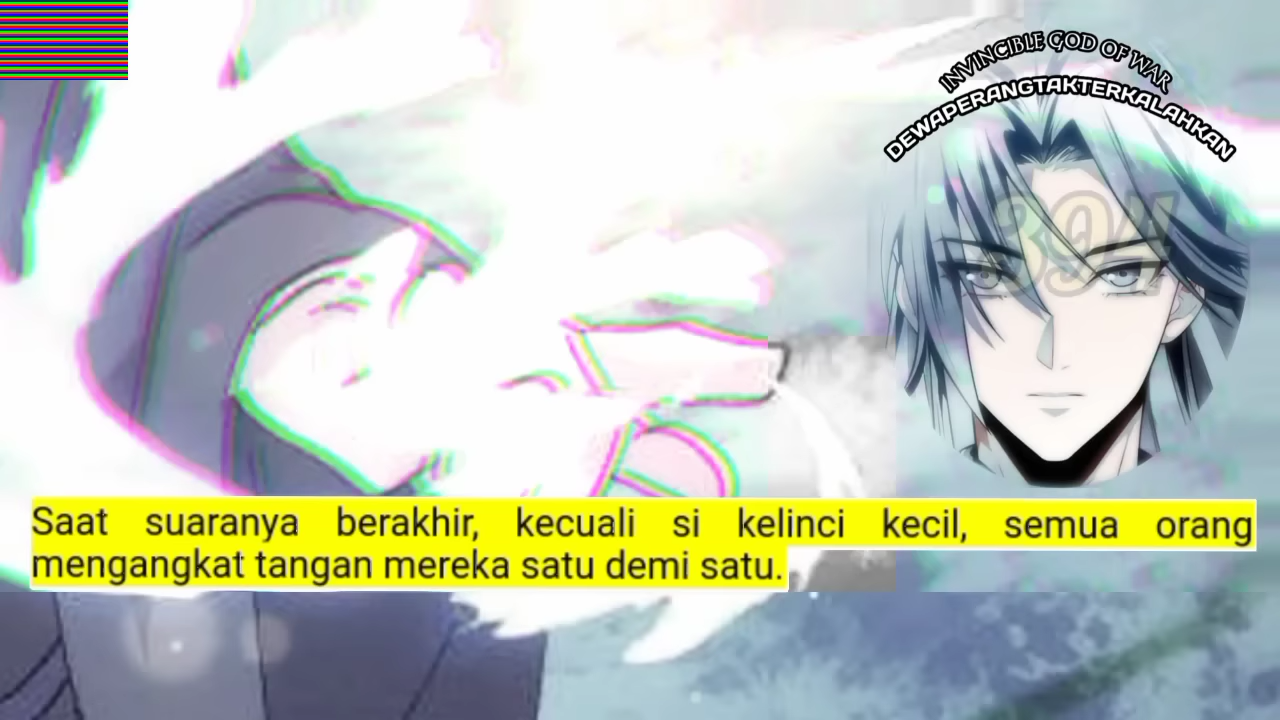 INVINCIBLE GOD OF WAR
DEWAPERANGTAKTERKALAHKAN
394
Saat suaranya berakhir, kecuali si kelinci kecil, semua orang
mengangkat tangan mereka satu demi satu.